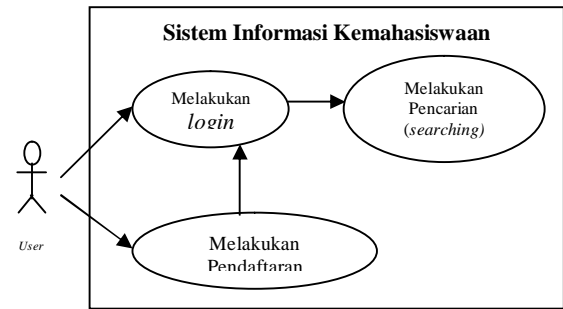 Sistem Informasi Kemahasiswaan
Melakukan
login
Melakukan
Pencarian
(searching)
User
Melakukan
Pendaftaran